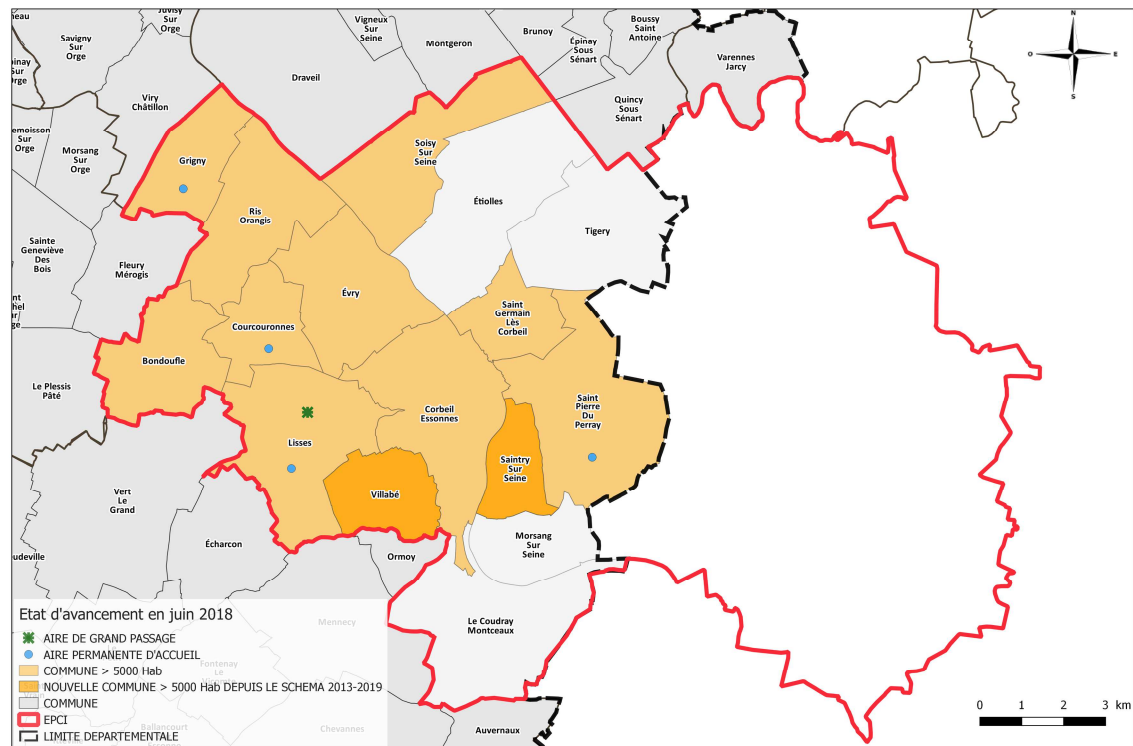 Juvisy
Sur
Orge
Vigneux
Sur
Seine
Brunoy
Boussy
Saint
Antoine
Savigny
Sur
Orge
Montgeron
Épinay
Sous
Sénart
Varennes
Jarcy
Draveil
Viry
Châtillon
Quincy
Sous
Sénart
N
O
E
S
Sur
Orge
Morsang
Sur
Orge
Grigny
Soisy
Sur
Seine
Étiolles
Ris
Orangis
Tigery
Sainte
Geneviève
Des
Bois
Fleury
Mérogis
Évry
Saint
Germain
Lès
Corbeil
Courcouronnes
Bondoufle
Le Plessis
Pâté
Corbeil
Essonnes
Saint
Pierre
Du
Perray
Lisses
Saintry
Sur
Seine
Villabé
Vert
Le
Grand
Écharcon
Ormoy
Morsang
Sur
Seine
Le Coudray
Montceaux
Mennecy
Fontenay
Le
Vicomte
Ballancourt
Essonne
Chevannes
Auvernaux
Etat d'avancement en juin 2018
AIRE DE GRAND PASSAGE
AIRE PERMANENTE D'ACCUEIL
COMMUNE > 5000 Hab
NOUVELLE COMMUNE > 5000 Hab DEPUIS LE SCHEMA 2013-2019
COMMUNE
EPCI
LIMITE DEPARTEMENTALE
0 1 2 3 km